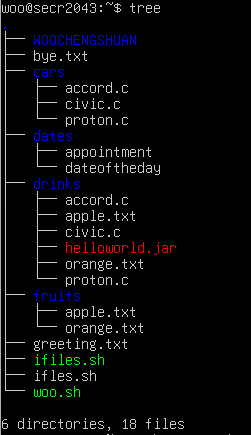 woo@secr2043:~$ tree
.
├── WOOCHENGSHUAN
├── bye.txt
├── cars
│   ├── accord.c
│   ├── civic.c
│   └── proton.c
├── dates
│   ├── appointment
│   └── dateoftheday
├── drinks
│   ├── accord.c
│   ├── apple.txt
│   ├── civic.c
│   ├── helloworld.jar
│   ├── orange.txt
│   └── proton.c
├── fruits
│   ├── apple.txt
│   └── orange.txt
├── greeting.txt
├── ifiles.sh
├── ifles.sh
└── woo.sh
6 directories, 18 files